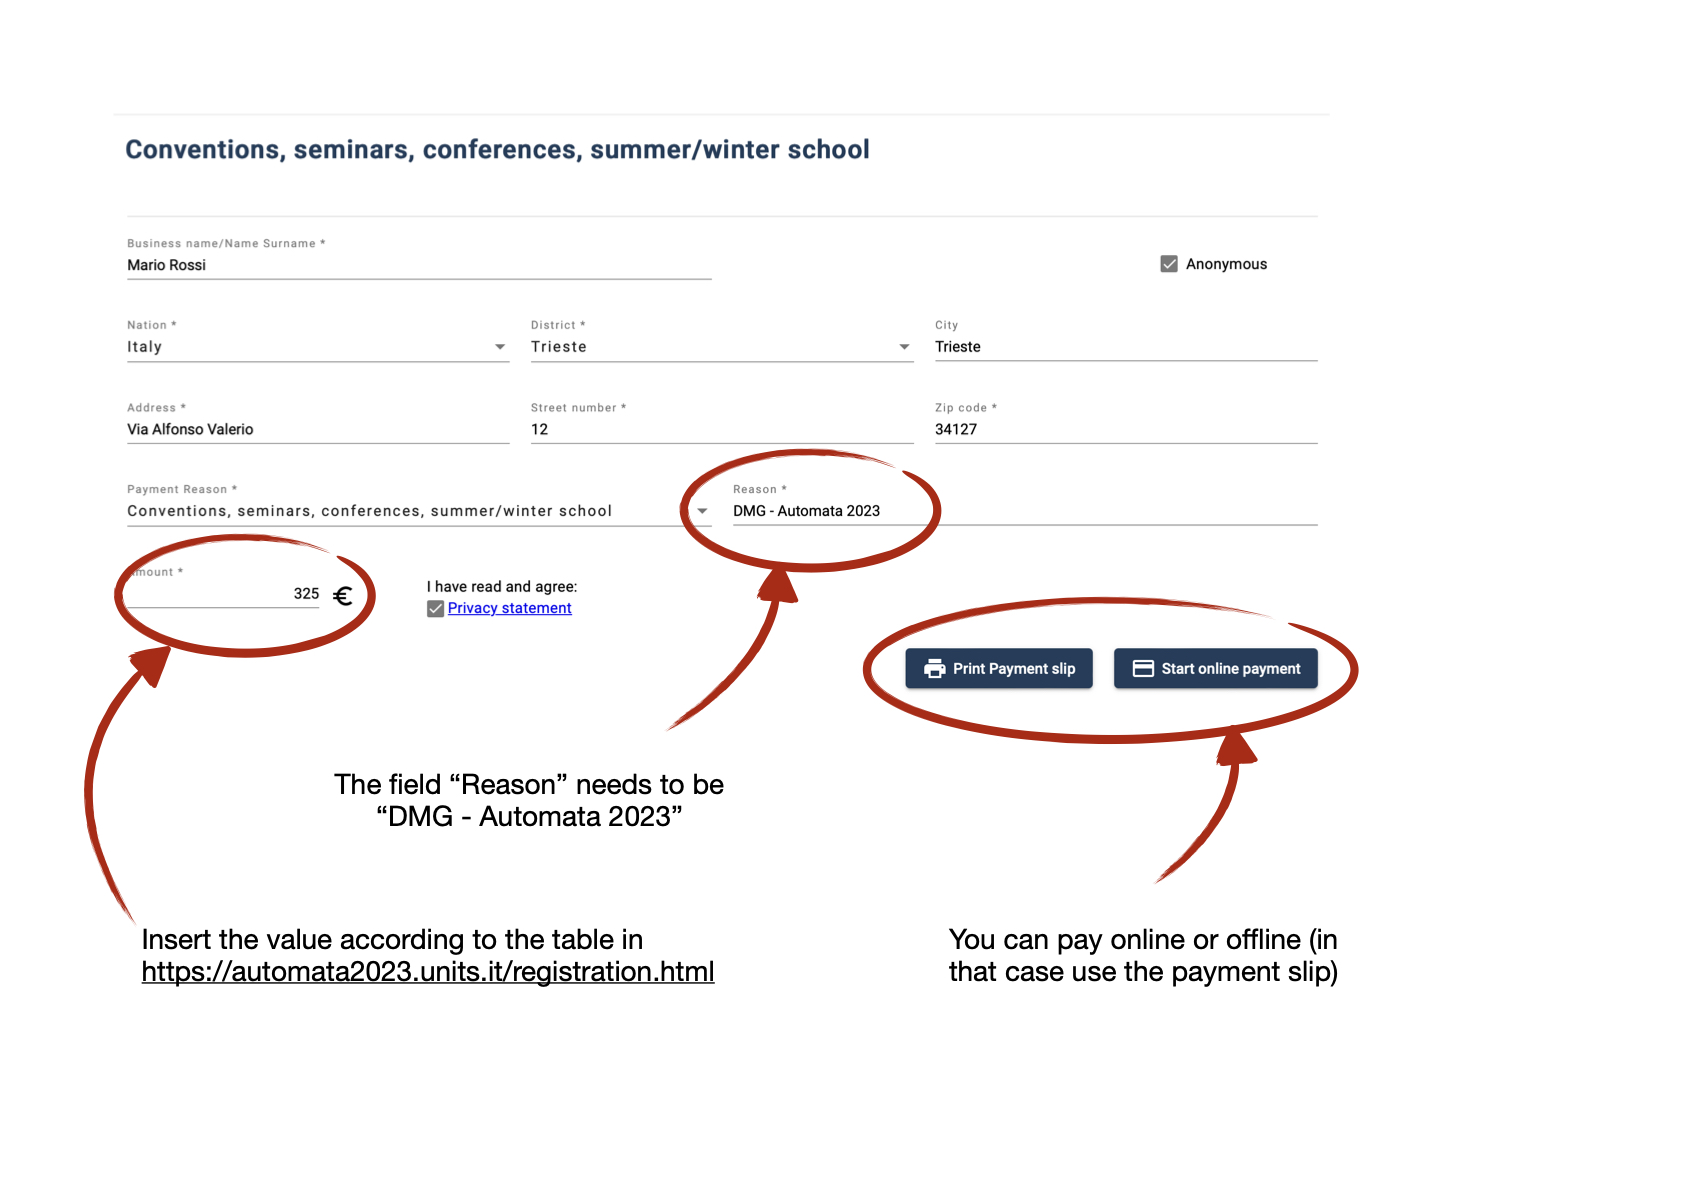 Conventions, seminars, conferences, summer/winter school
Business name/Name Surname *
Mario Rossi
Anonymous
Nation *
Italy
District *
Trieste
City
Trieste
Address *
Via Alfonso Valerio
Street number *
12
Zip code *
34127
Payment Reason *
Conventions, seminars, conferences, summer/winter school
Reason *
DMG - Automata 2023
mount *
325 €
I have read and agree:
Privacy statement
Print Payment slip
Start online payment
The field “Reason” needs to be
“DMG - Automata 2023”
Insert the value according to the table in
https://automata2023.units.it/registration.html
You can pay online or offline (in
that case use the payment slip)